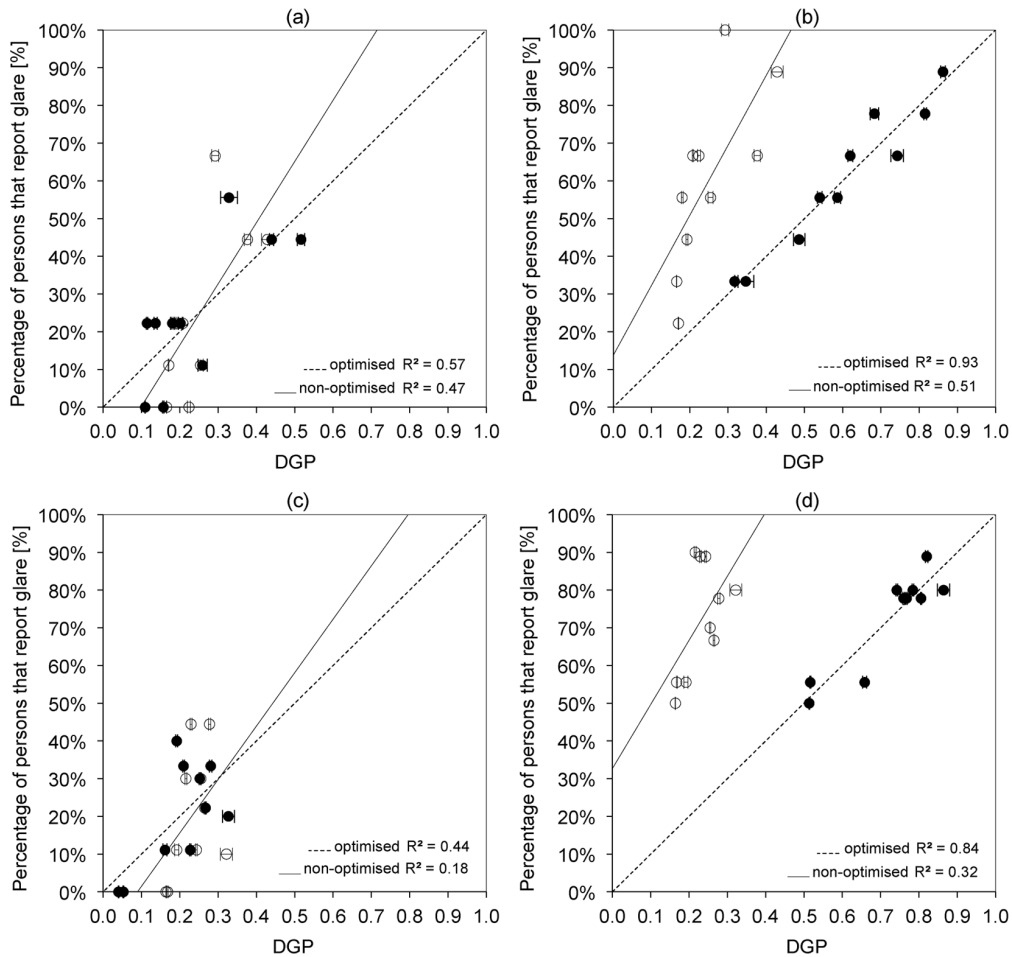 (a)
Percentage of persons that report glare [%]
100%
90%
80%
70%
60%
50%
40%
30%
20%
10%
0%
optimised R² = 0.57
non-optimised R² = 0.47
0.0 0.1 0.2 0.3 0.4 0.5 0.6 0.7 0.8 0.9 1.0
DGP
(b)
Percentage of persons that report glare [%]
100%
90%
80%
70%
60%
50%
40%
30%
20%
10%
0%
optimised R² = 0.93
non-optimised R² = 0.51
0.0 0.1 0.2 0.3 0.4 0.5 0.6 0.7 0.8 0.9 1.0
DGP
(c)
Percentage of persons that report glare [%]
100%
90%
80%
70%
60%
50%
40%
30%
20%
10%
0%
optimised R² = 0.44
non-optimised R² = 0.18
0.0 0.1 0.2 0.3 0.4 0.5 0.6 0.7 0.8 0.9 1.0
DGP
(d)
Percentage of persons that report glare [%]
100%
90%
80%
70%
60%
50%
40%
30%
20%
10%
0%
optimised R² = 0.84
non-optimised R² = 0.32
0.0 0.1 0.2 0.3 0.4 0.5 0.6 0.7 0.8 0.9 1.0
DGP